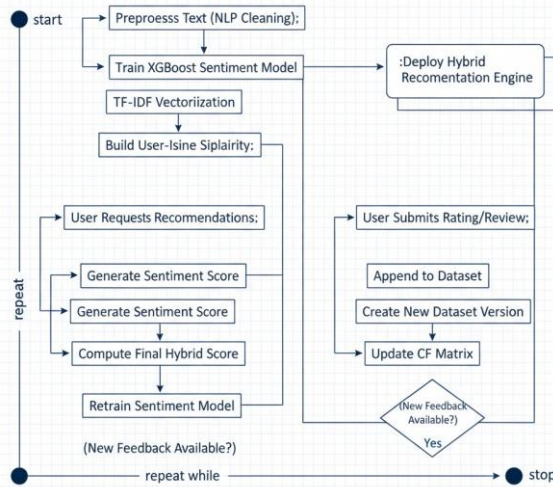 start
Preproesss Text (NLP Cleaning);
Train XGBoost Sentiment Model
:Deploy Hybrid
Recomentation Engine
TF-IDF Vectoriization
Build User-Isine Siplairity;
User Requests Recomendations;
User Submits Rating/Review;
Generate Sentiment Score
Append to Dataset
repeat
Generate Sentiment Score
Create New Dataset Version
Compute Final Hybrid Score
Update CF Matrix
Retrain Sentiment Model
(New Feedback
Available?)
Yes
(New Feedback Available?)
repeat while
stop